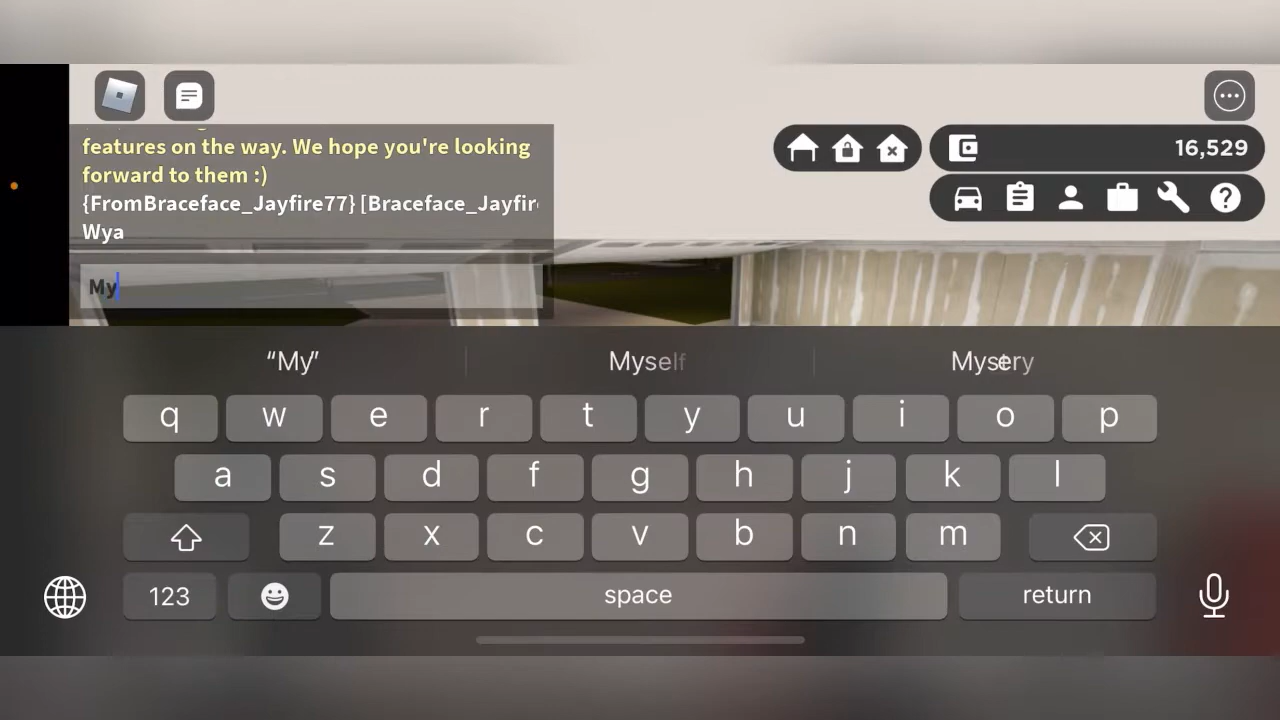 features on the way. We hope you're looking
forward to them :)
{FromBraceface_Jayfire77} [Braceface_Jayfir
Wya
16,529
My
“My”
Myself
q w e r t y u i o p
a s d f g h j k l
z x c v b n m
123
space
return